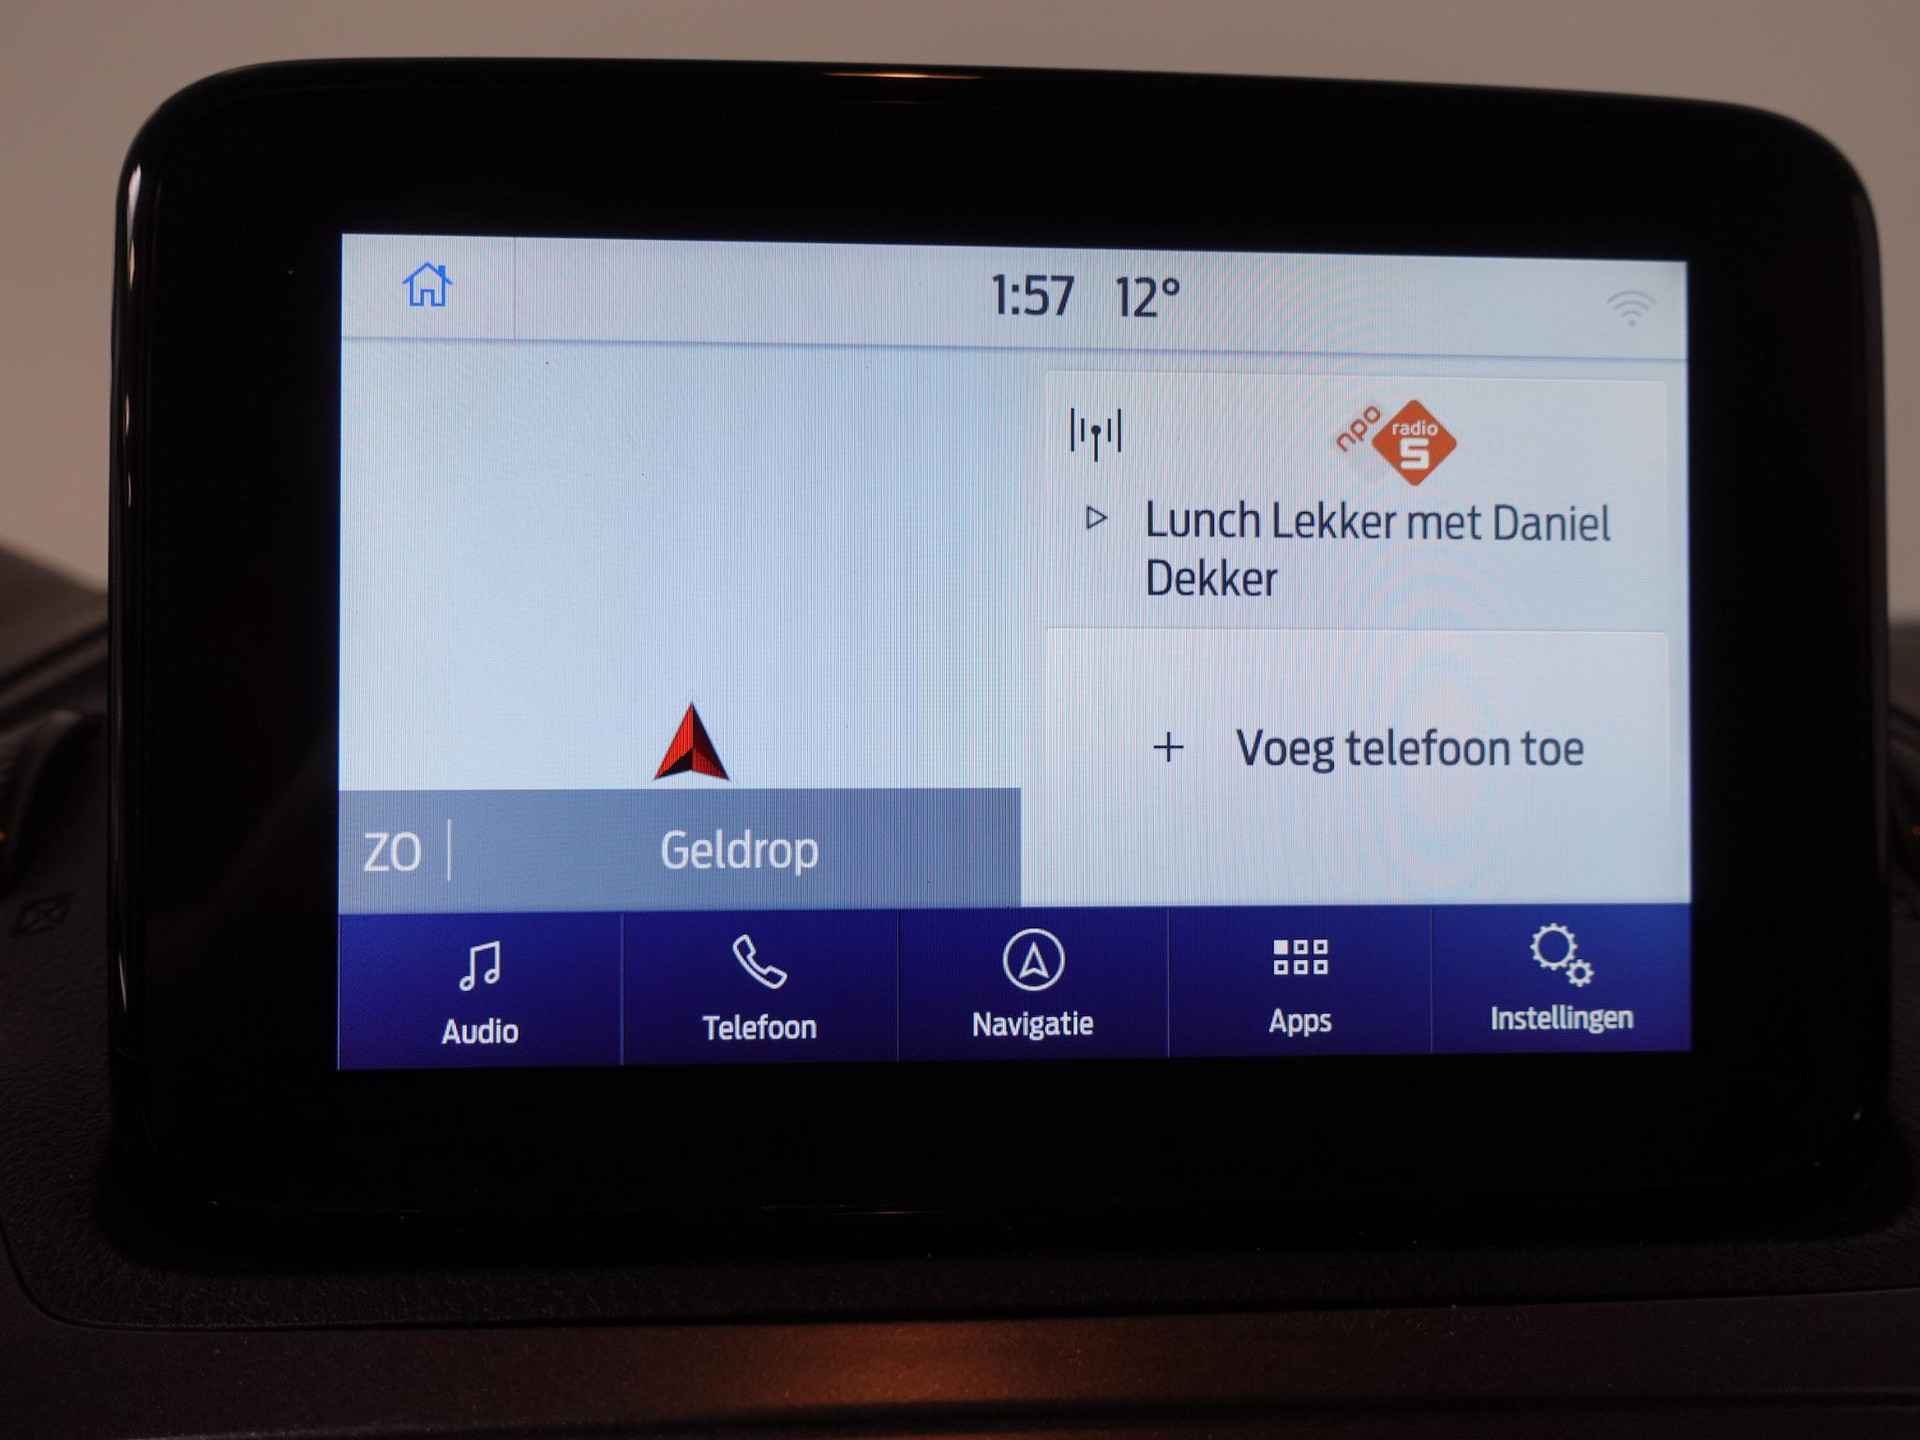 1:57 12°
npo radio 5
Lunch Lekker met Daniel
Dekker
+ Voeg telefoon toe
ZO | Geldrop
Audio Telefoon Navigatie Apps Instellingen